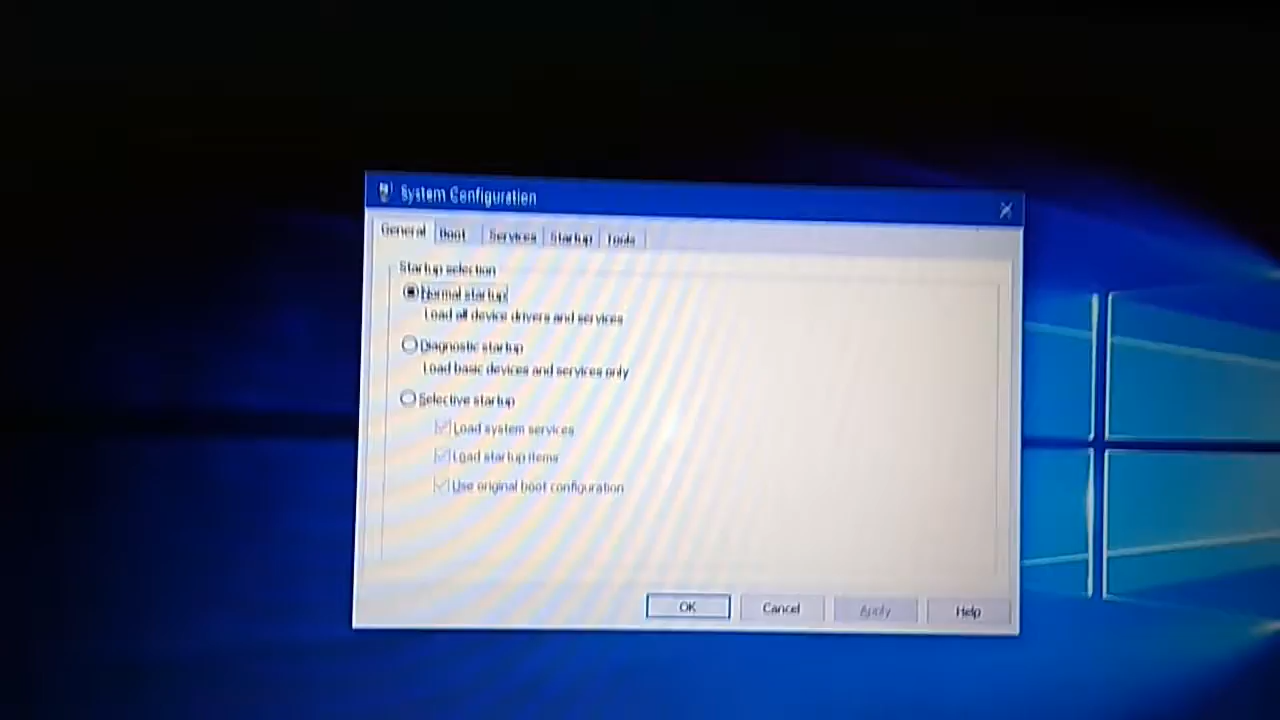 System Configuration
General Boot Services Startup Tools
Startup selection
Normal startup
Load all device drivers and services
Diagnostic startup
Load basic devices and services only
Selective startup
Load system services
Load startup items
Use original boot configuration
OK Cancel Apply Help